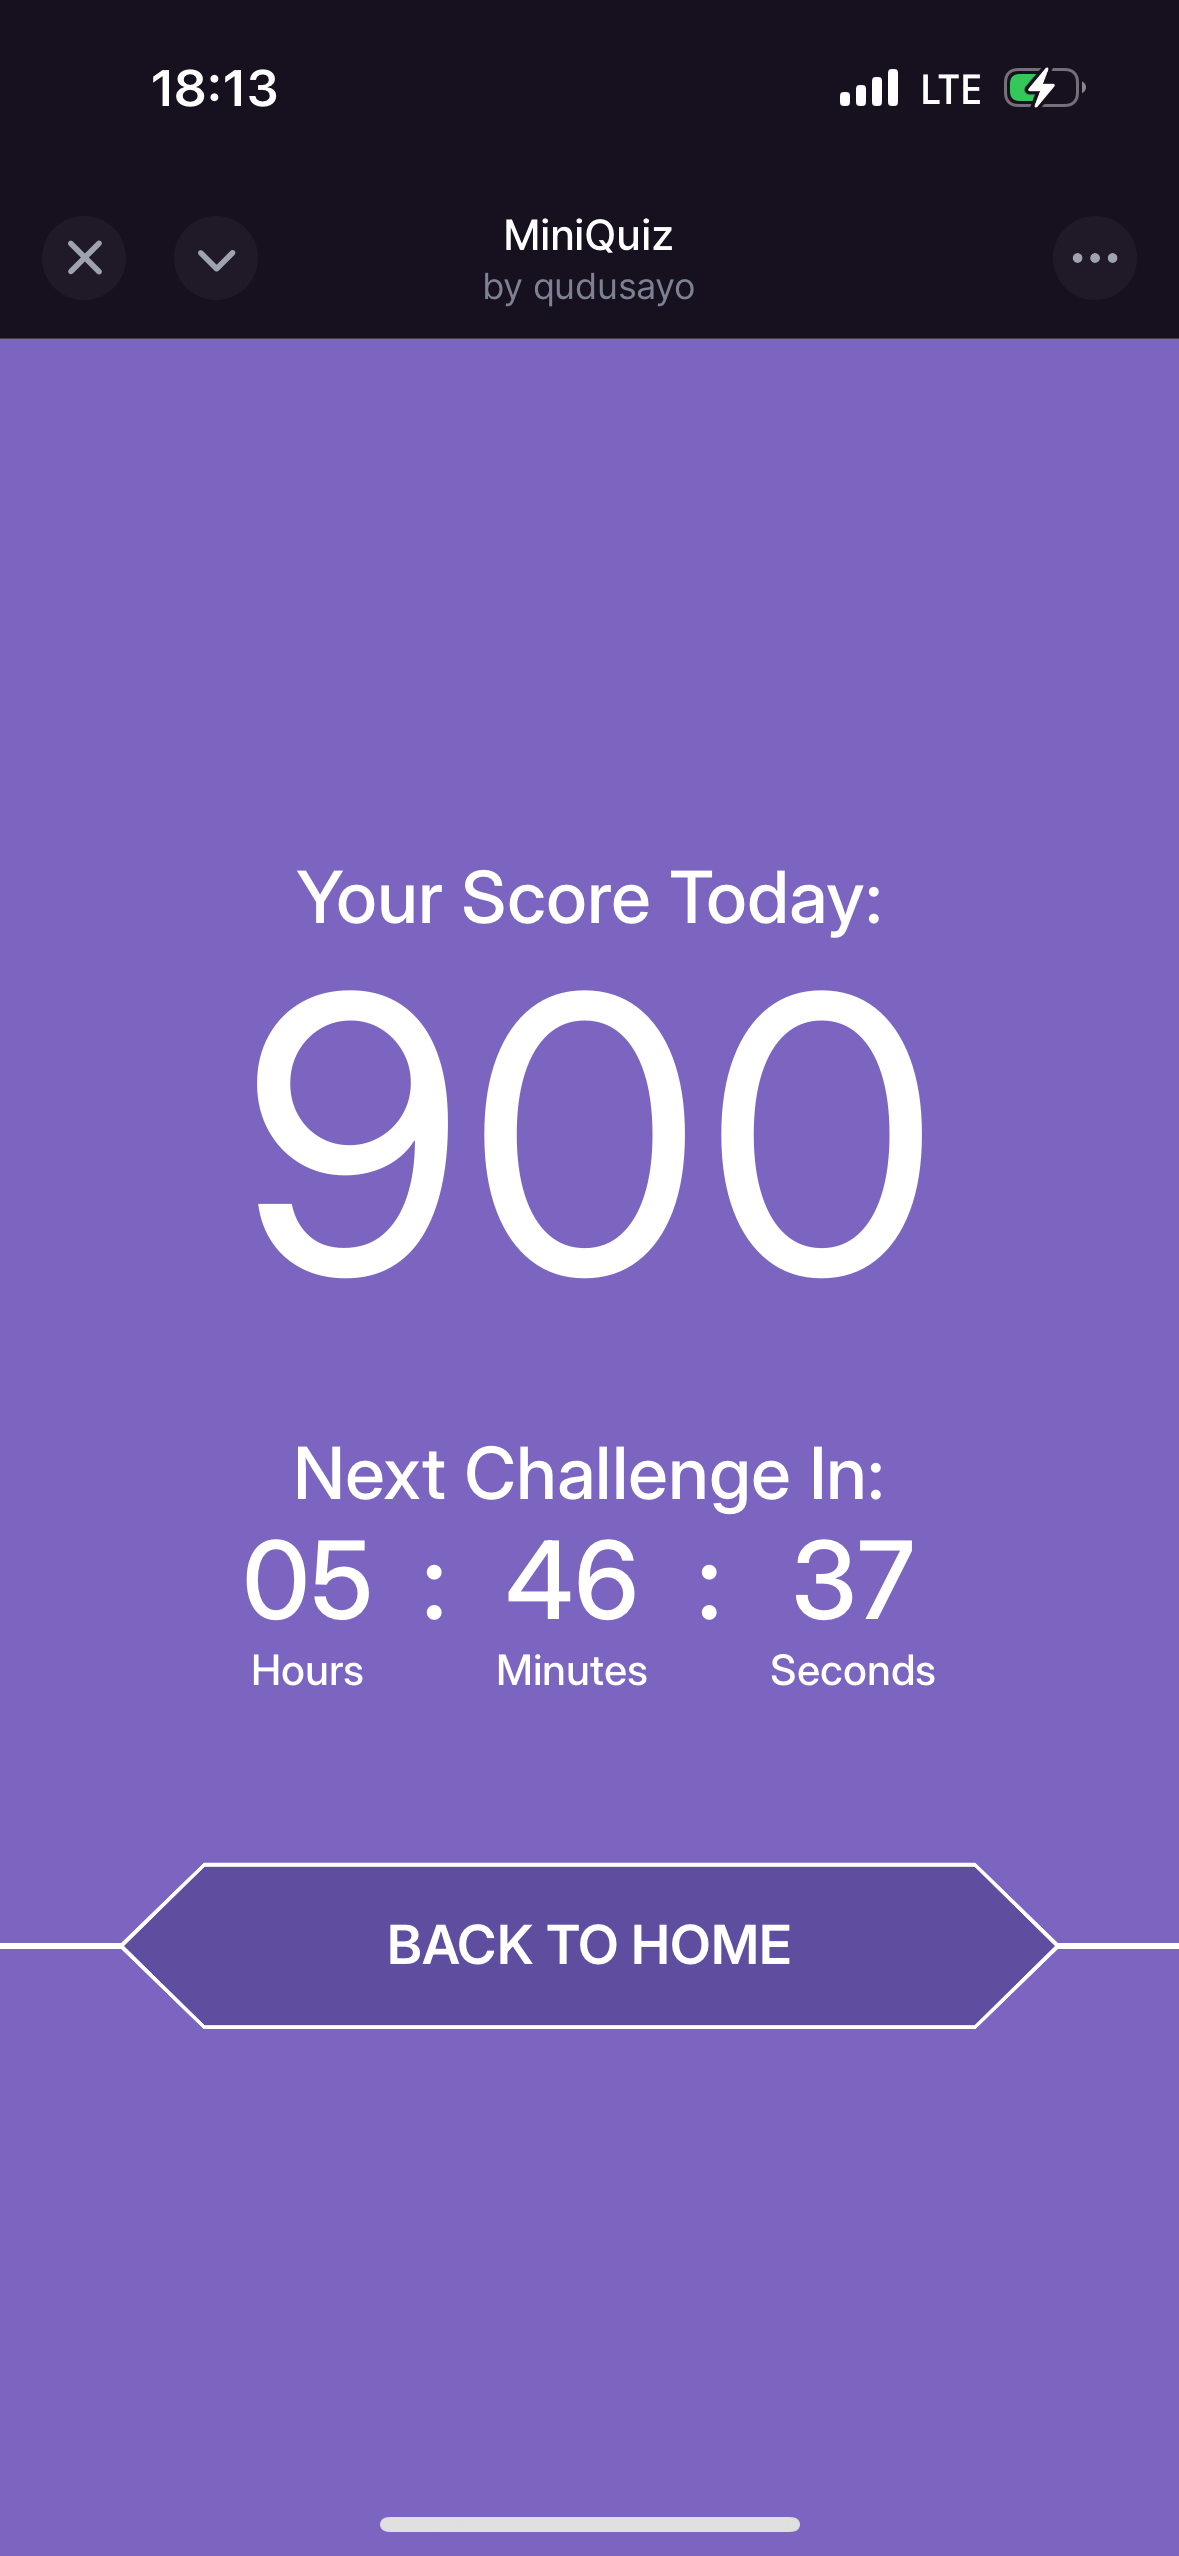 18:13 LTE
MiniQuiz
by qudusayo
Your Score Today:
900
Next Challenge In:
05 : 46 : 37
Hours Minutes Seconds
BACK TO HOME